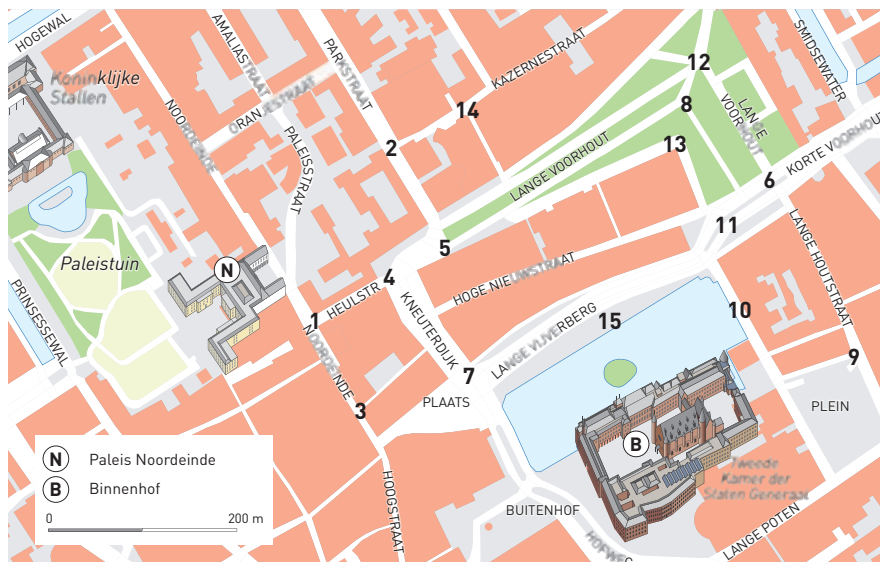 HOGEWAL
AMALIASTRAAT
PARKSTRAAT
KAZERNESTRAAT
SMIDSEWATER
12
Koninklijke
Stallen
NOORDEINDE
ORANJESTRAAT
PALEISSTRAAT
14
8
LANGE
VOORHOUT
2
13
LANGE VOORHOUT
KORTE VOORHOUT
6
11
5
Paleistuin
N
4
HOGE NIEUWSTRAAT
LANGE HOUTSTRAAT
PRINSESSEWAL
1
HEULSTR
KNEUTERDIJK
LANGE VIJVERBERG
15
10
NOORDEINDE
7
9
3
PLAATS
PLEIN
B
N Paleis Noordeinde
B Binnenhof
0 200 m
HOOGSTRAAT
BUITENHOF
HOFWEG
Tweede
Kamer der
Staten Generaal
LANGE POTEN